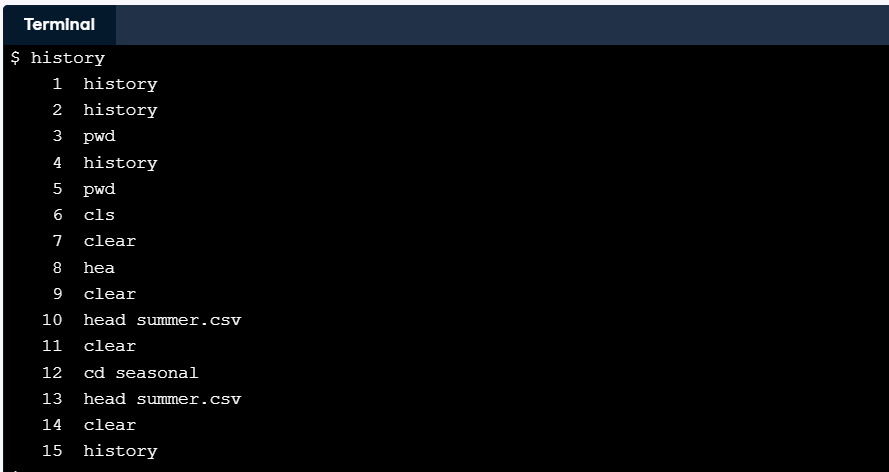 Terminal
$ history
1 history
2 history
3 pwd
4 history
5 pwd
6 cls
7 clear
8 hea
9 clear
10 head summer.csv
11 clear
12 cd seasonal
13 head summer.csv
14 clear
15 history